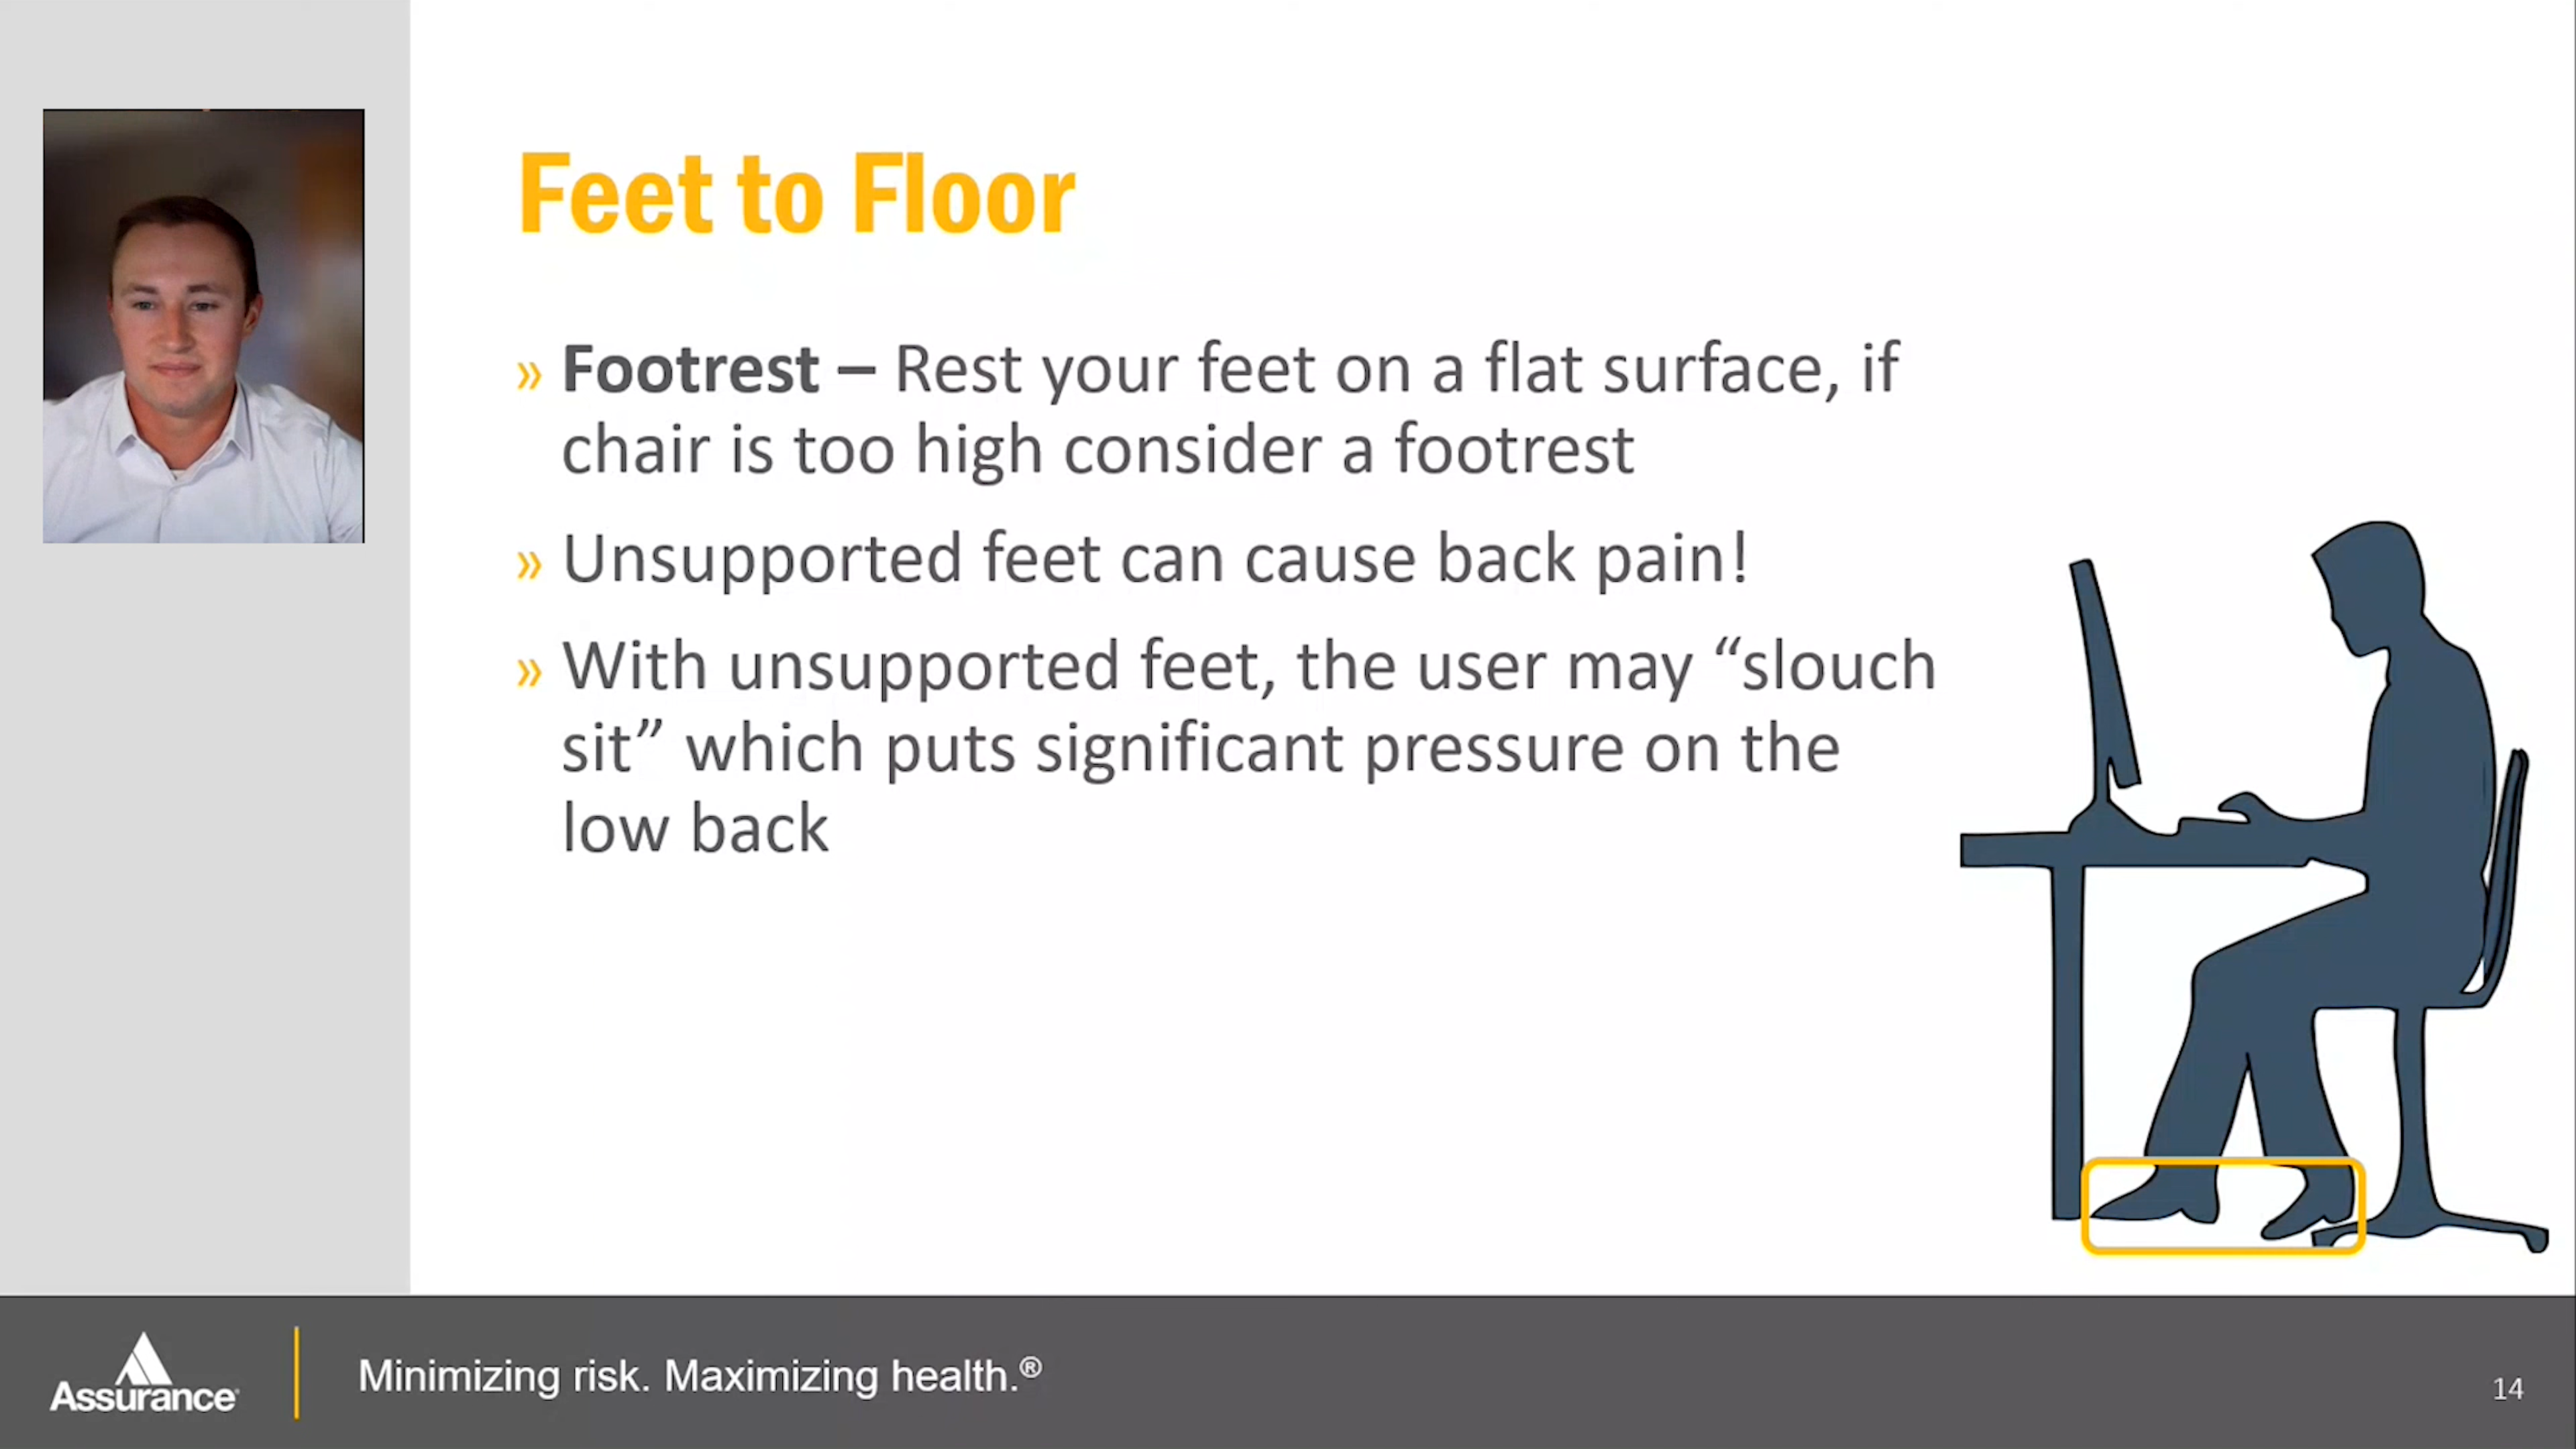 Feet to Floor
» Footrest – Rest your feet on a flat surface, if
chair is too high consider a footrest
» Unsupported feet can cause back pain!
» With unsupported feet, the user may “slouch
sit” which puts significant pressure on the
low back
Assurance
Minimizing risk. Maximizing health.®
14